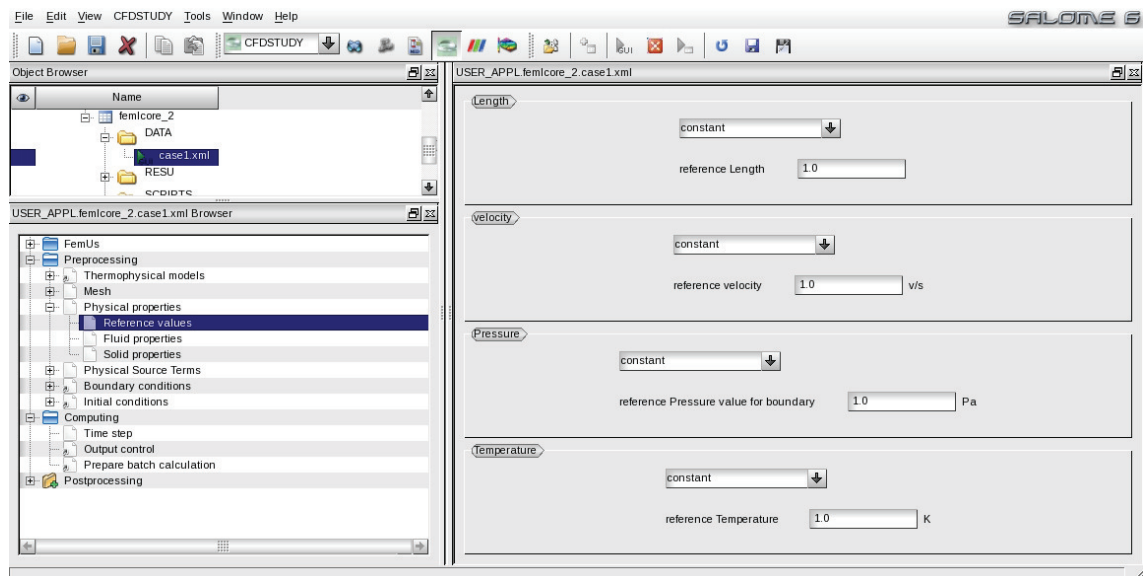 File Edit View CFDSTUDY Tools Window Help
SALOME 6
CFDSTUDY
GUI
Object Browser
Name
femlcore_2
DATA
case1.xml
RESU
SCRIPTS
USER_APPL.femlcore_2.case1.xml Browser
FemUs
Preprocessing
Thermophysical models
Mesh
Physical properties
Reference values
Fluid properties
Solid properties
Physical Source Terms
Boundary conditions
Initial conditions
Computing
Time step
Output control
Prepare batch calculation
Postprocessing
USER_APPL.femlcore_2.case1.xml
Length
constant
reference Length 1.0
velocity
constant
reference velocity 1.0 v/s
Pressure
constant
reference Pressure value for boundary 1.0 Pa
Temperature
constant
reference Temperature 1.0 K